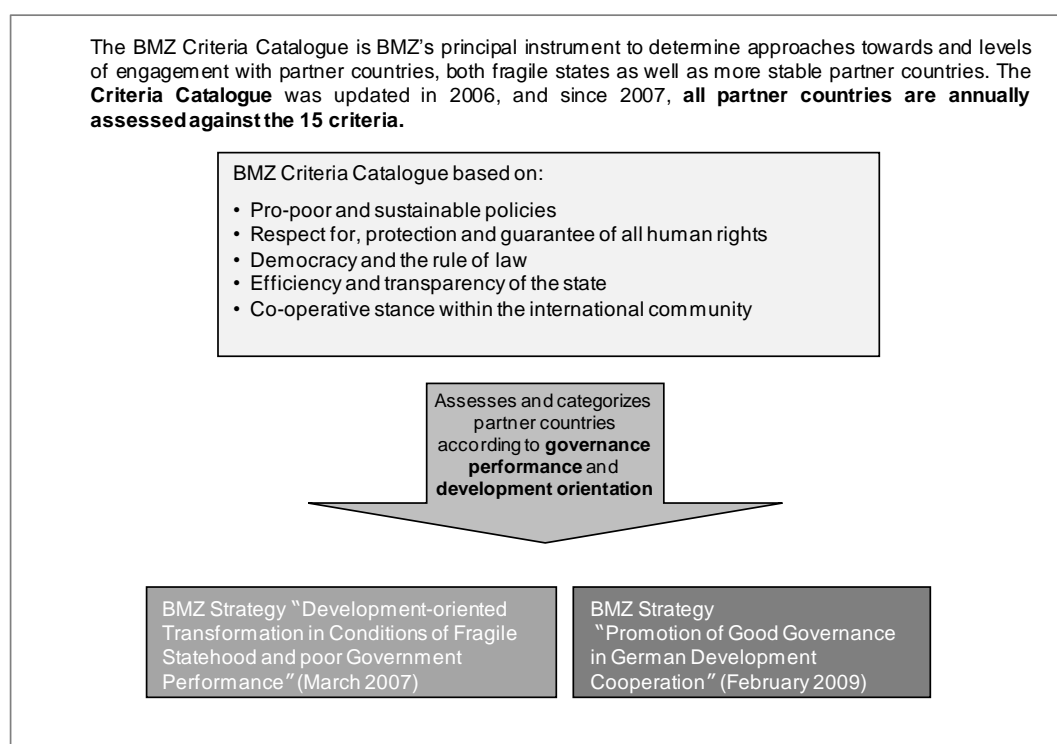 The BMZ Criteria Catalogue is BMZ's principal instrument to determine approaches towards and levels
of engagement with partner countries, both fragile states as well as more stable partner countries. The
Criteria Catalogue was updated in 2006, and since 2007, all partner countries are annually
assessed against the 15 criteria.
BMZ Criteria Catalogue based on:
• Pro-poor and sustainable policies
• Respect for, protection and guarantee of all human rights
• Democracy and the rule of law
• Efficiency and transparency of the state
• Co-operative stance within the international community
Assesses and categorizes
partner countries
according to governance
performance and
development orientation
BMZ Strategy "Development-oriented
Transformation in Conditions of Fragile
Statehood and poor Government
Performance" (March 2007)
BMZ Strategy
"Promotion of Good Governance
in German Development
Cooperation" (February 2009)